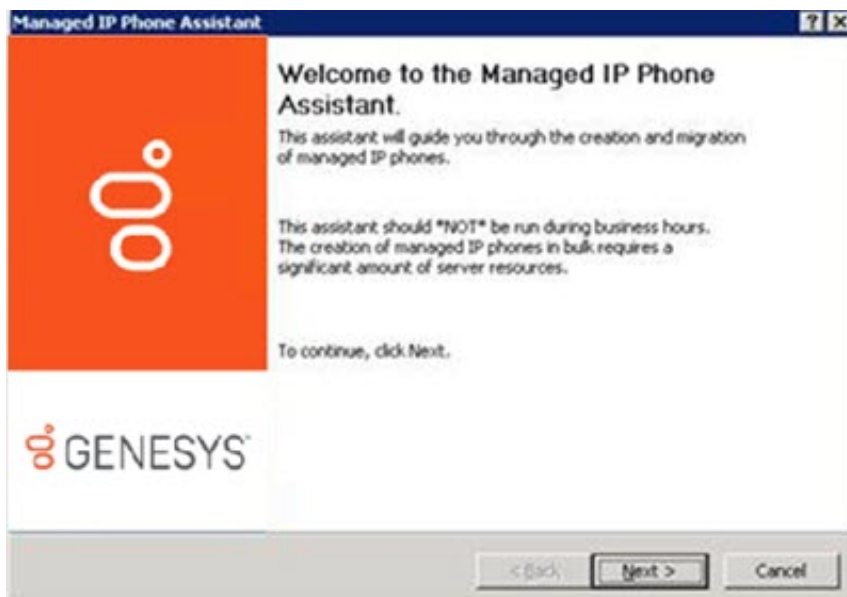 Managed IP Phone Assistant
Welcome to the Managed IP Phone
Assistant.
This assistant will guide you through the creation and migration
of managed IP phones.
This assistant should *NOT* be run during business hours.
The creation of managed IP phones in bulk requires a
significant amount of server resources.
To continue, click Next.
GENESYS
< Back
Next >
Cancel